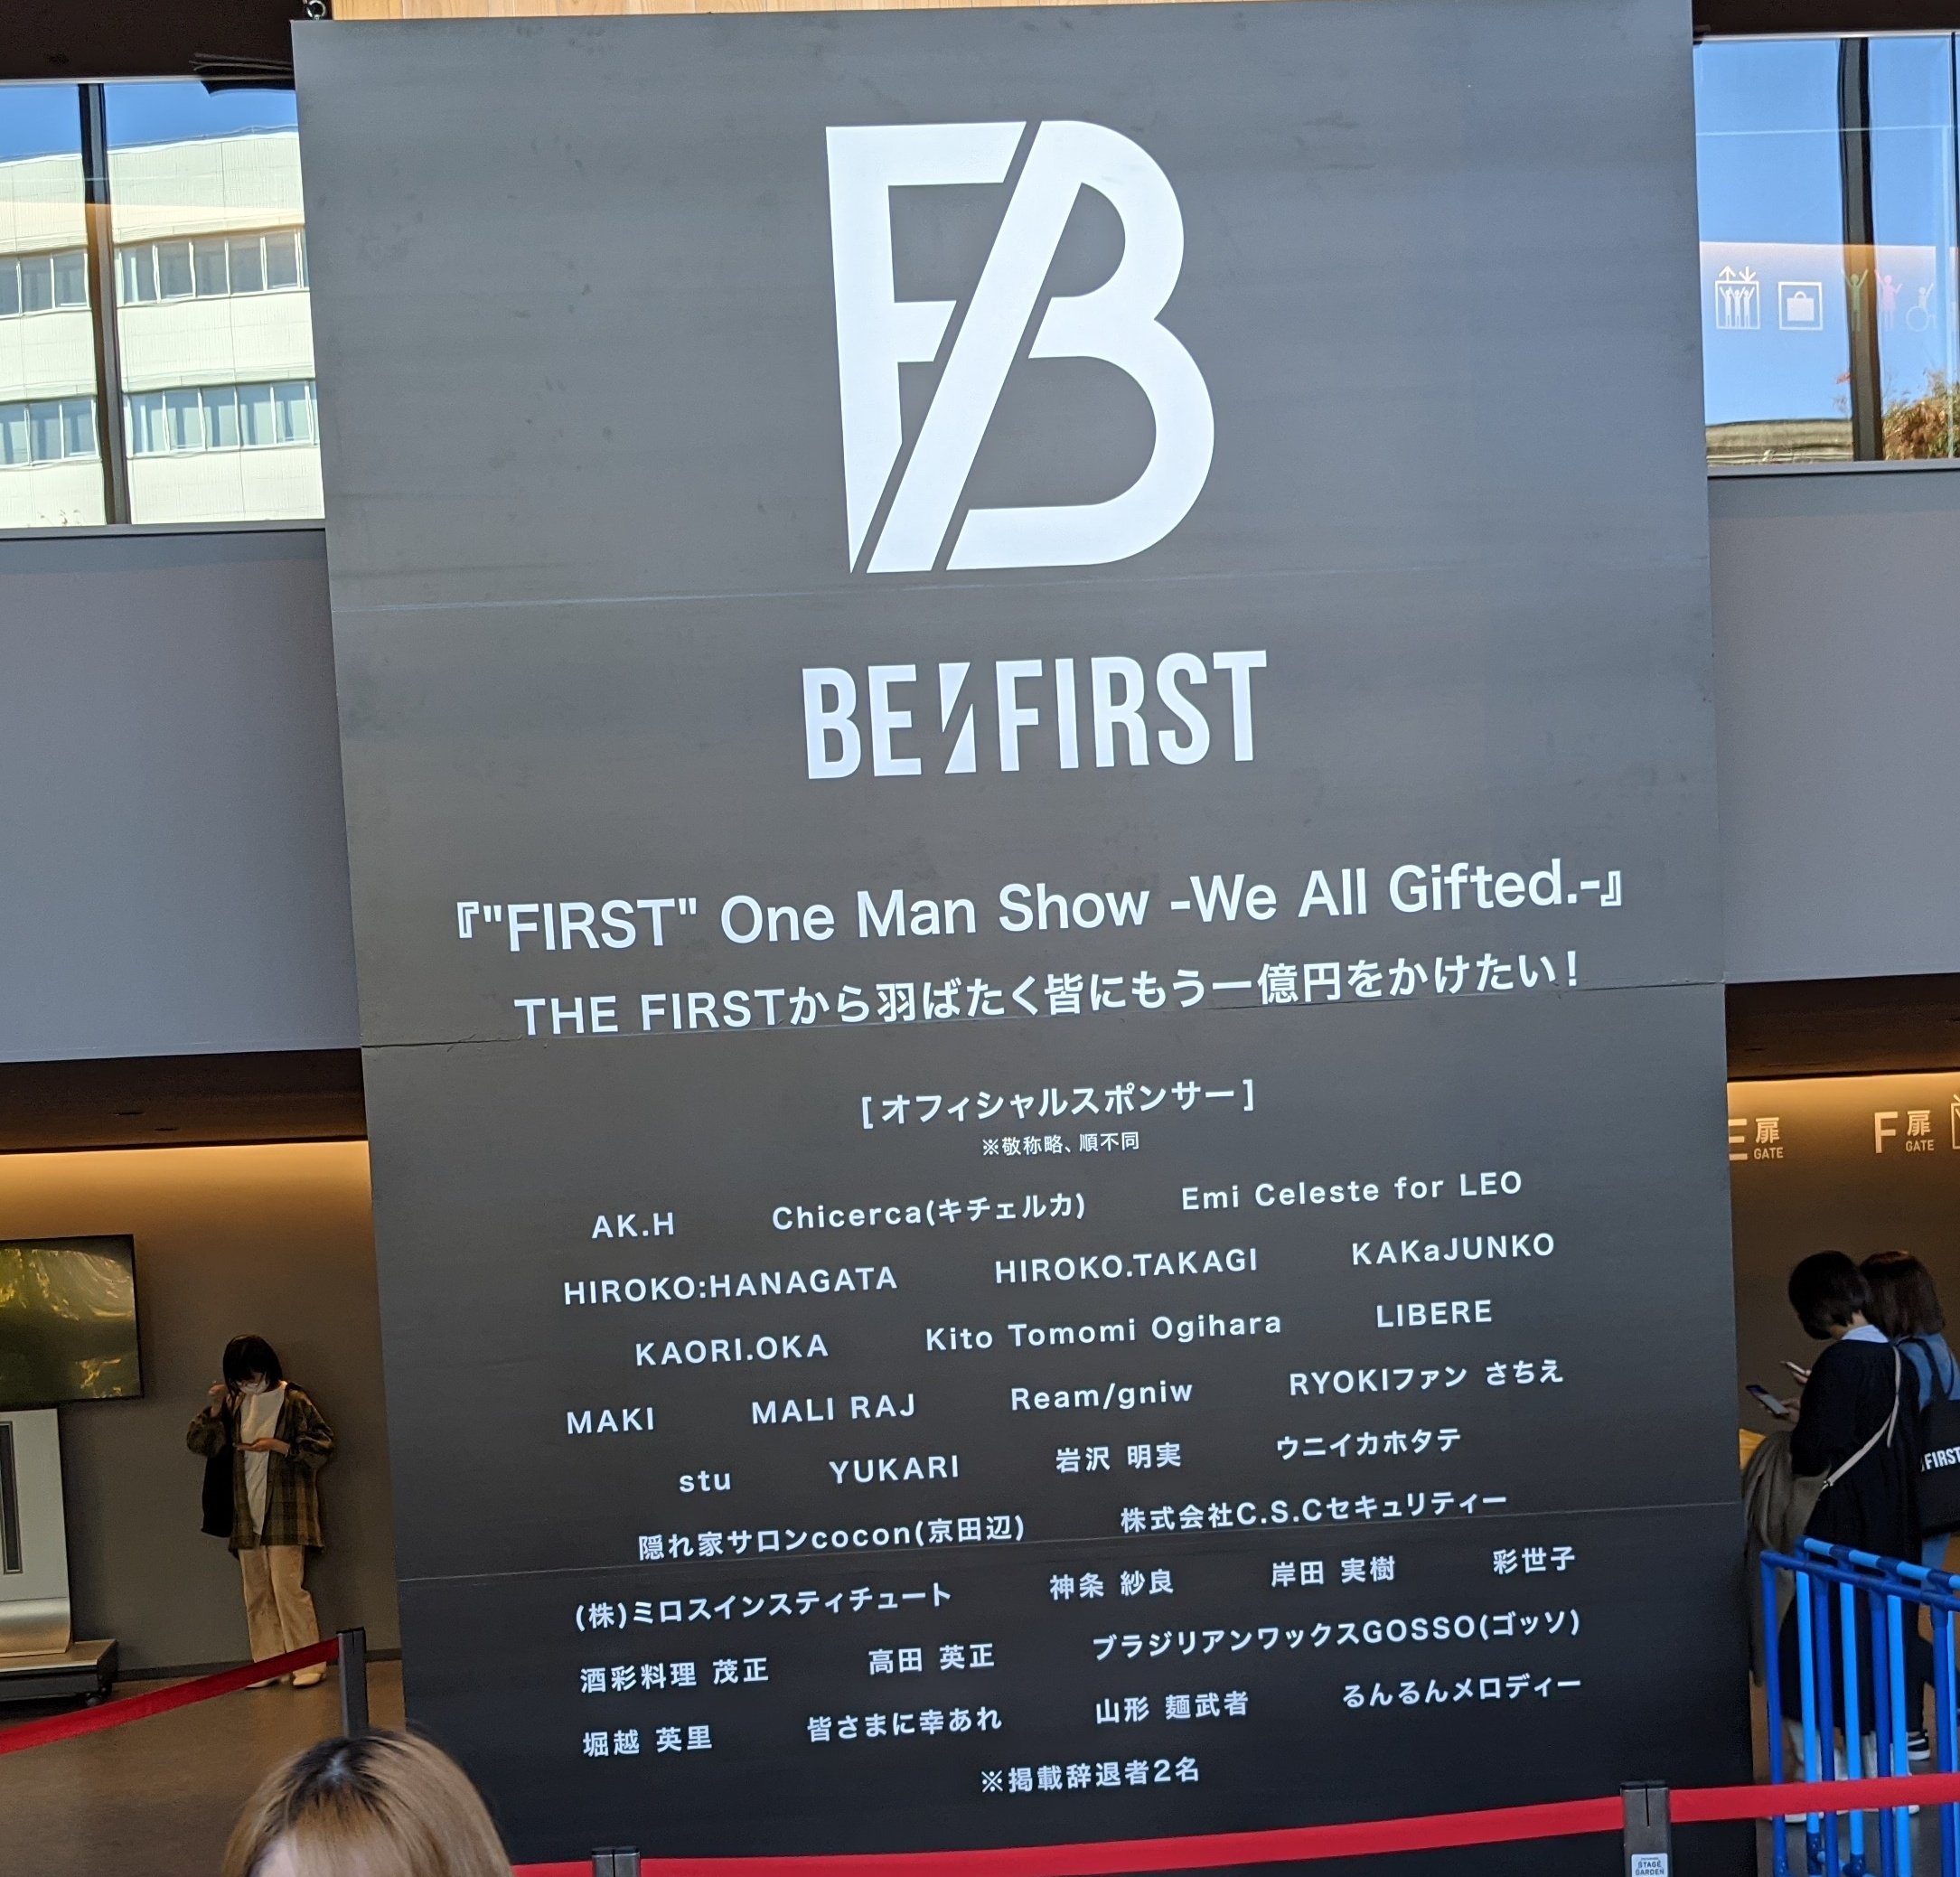 FB
BE:FIRST
『"FIRST" One Man Show -We All Gifted.-』
THE FIRSTから羽ばたく皆にもう一億円をかけたい!
[オフィシャルスポンサー]
※敬称略、順不同
AK.H Chicerca(キチェルカ) Emi Celeste for LEO
HIROKO:HANAGATA HIROKO.TAKAGI KAKaJUNKO
KAORI.OKA Kito Tomomi Ogihara LIBERE
MAKI MALI RAJ Ream/gniw RYOKIファン さちえ
stu YUKARI 岩沢 明実 ウニイカホタテ
隠れ家サロンcocon(京田辺) 株式会社C.S.Cセキュリティー
(株)ミロスインスティチュート 神条 紗良 岸田 実樹 彩世子
酒彩料理 茂正 高田 英正 ブラジリアンワックスGOSSO(ゴッソ)
堀越 英里 皆さまに幸あれ 山形 麺武者 るんるんメロディー
※掲載辞退者2名
E扉 GATE
F扉 GATE
FIRST
STAGE
GARDEN